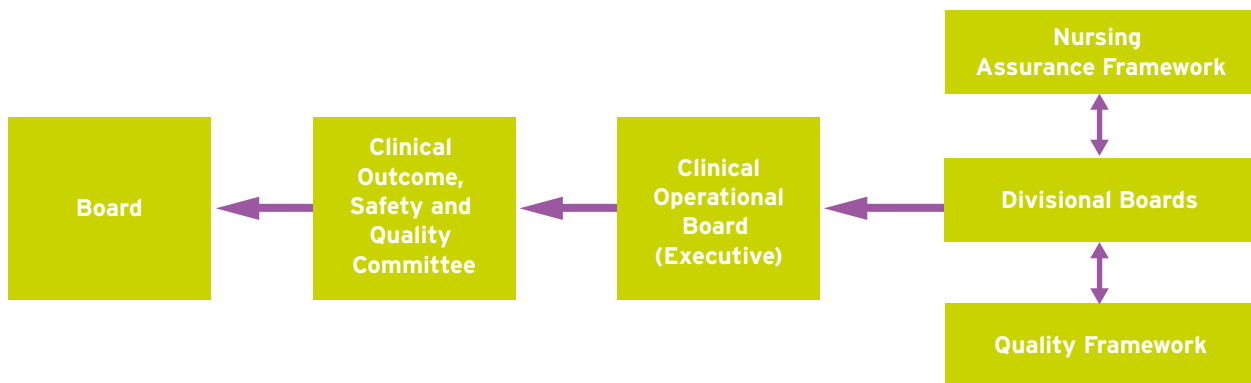 Board
Clinical
Outcome,
Safety and
Quality
Committee
Clinical
Operational
Board
(Executive)
Nursing
Assurance Framework
Divisional Boards
Quality Framework